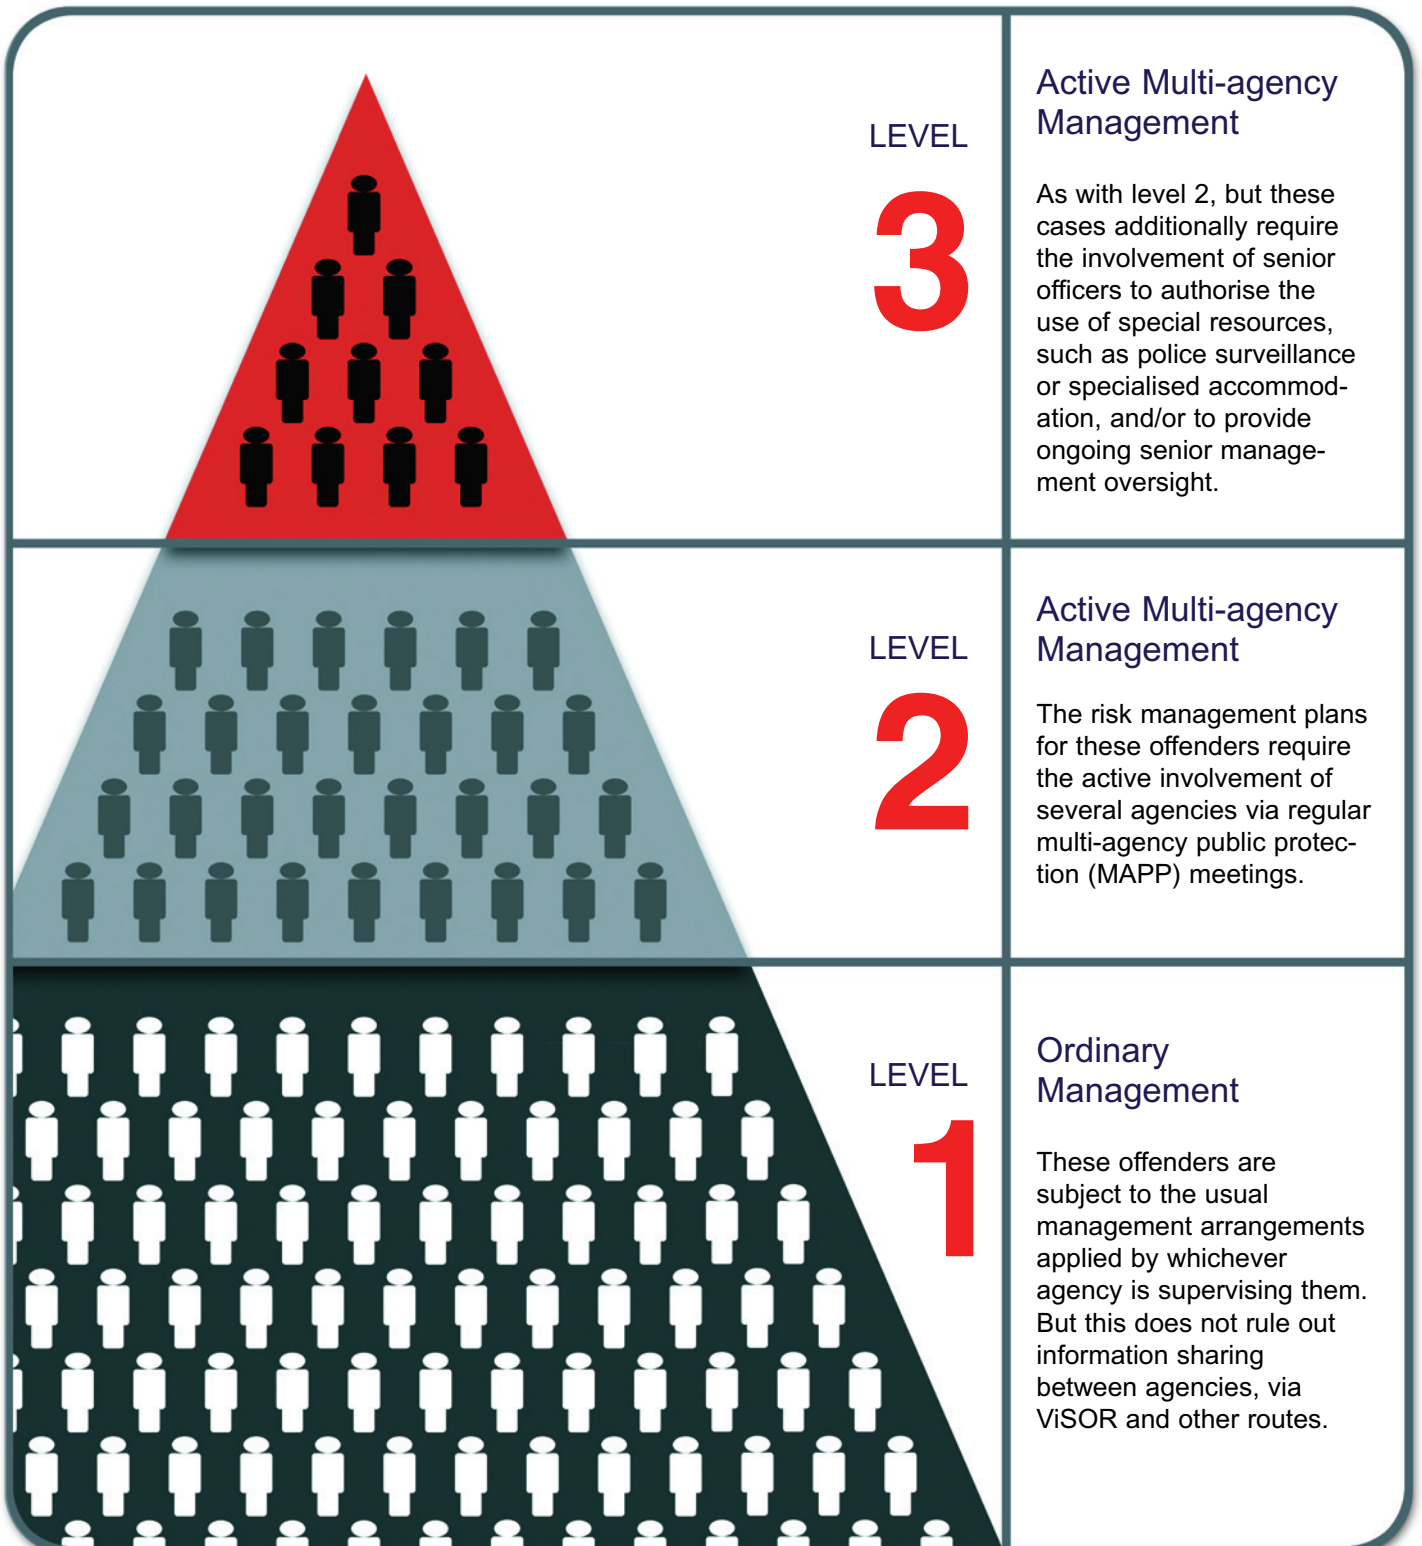 LEVEL
3
Active Multi-agency
Management
As with level 2, but these
cases additionally require
the involvement of senior
officers to authorise the
use of special resources,
such as police surveillance
or specialised accommod-
ation, and/or to provide
ongoing senior manage-
ment oversight.
LEVEL
2
Active Multi-agency
Management
The risk management plans
for these offenders require
the active involvement of
several agencies via regular
multi-agency public protec-
tion (MAPP) meetings.
LEVEL
1
Ordinary
Management
These offenders are
subject to the usual
management arrangements
applied by whichever
agency is supervising them.
But this does not rule out
information sharing
between agencies, via
ViSOR and other routes.